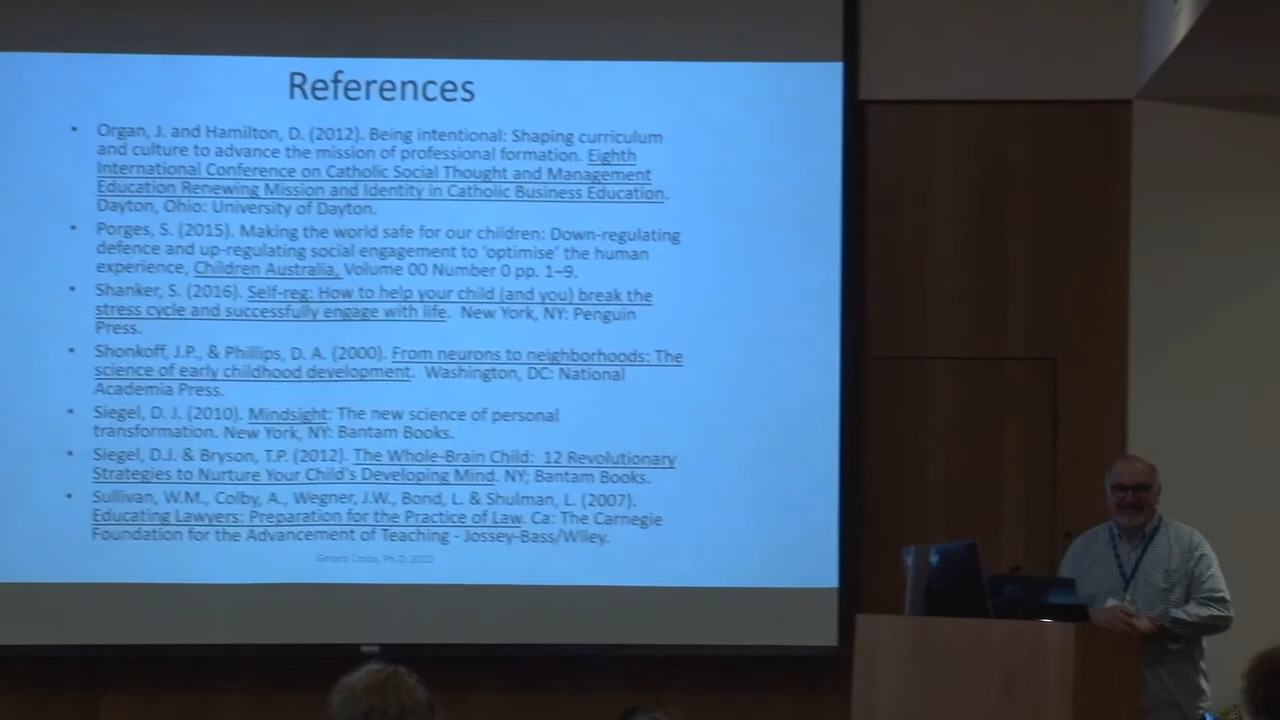 References
• Organ, J. and Hamilton, D. (2012). Being intentional: Shaping curriculum
and culture to advance the mission of professional formation. Eighth
International Conference on Catholic Social Thought and Management
Education Renewing Mission and Identity in Catholic Business Education.
Dayton, Ohio: University of Dayton.
• Porges, S. (2015). Making the world safe for our children: Down-regulating
defence and up-regulating social engagement to ‘optimise’ the human
experience, Children Australia, Volume 00 Number 0 pp. 1–9.
• Shanker, S. (2016). Self-reg: How to help your child (and you) break the
stress cycle and successfully engage with life. New York, NY: Penguin
Press.
• Shonkoff, J.P., & Phillips, D. A. (2000). From neurons to neighborhoods: The
science of early childhood development. Washington, DC: National
Academia Press.
• Siegel, D. J. (2010). Mindsight: The new science of personal
transformation. New York, NY: Bantam Books.
• Siegel, D.J. & Bryson, T.P. (2012). The Whole-Brain Child: 12 Revolutionary
Strategies to Nurture Your Child's Developing Mind. NY; Bantam Books.
• Sullivan, W.M., Colby, A., Wegner, J.W., Bond, L. & Shulman, L. (2007).
Educating Lawyers: Preparation for the Practice of Law. Ca: The Carnegie
Foundation for the Advancement of Teaching - Jossey-Bass/Wiley.
Gerard Costa, Ph.D. 2022